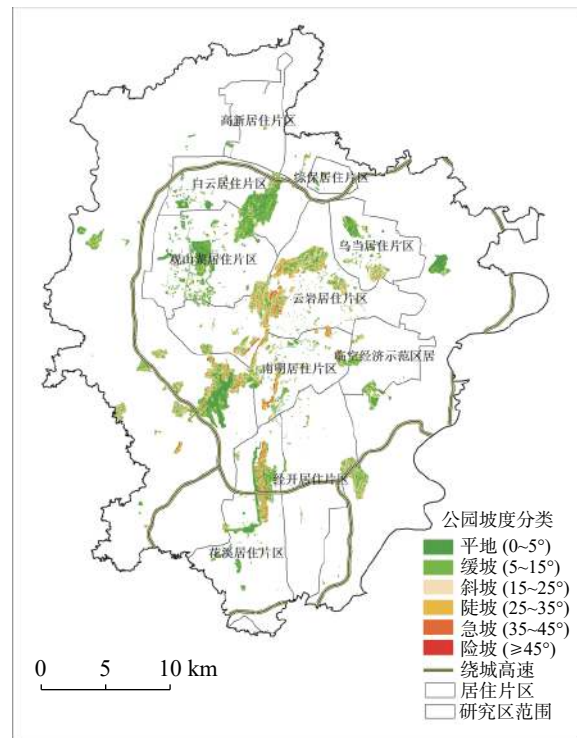 高新居住片区
白云居住片区
综保居住片区
乌当居住片区
观山湖居住片区
云岩居住片区
临空经济示范区居
南明居住片区
经开居住片区
花溪居住片区
公园坡度分类
平地 (0~5°)
缓坡 (5~15°)
斜坡 (15~25°)
陡坡 (25~35°)
急坡 (35~45°)
险坡 (≥45°)
绕城高速
居住片区
研究区范围
0 5 10 km